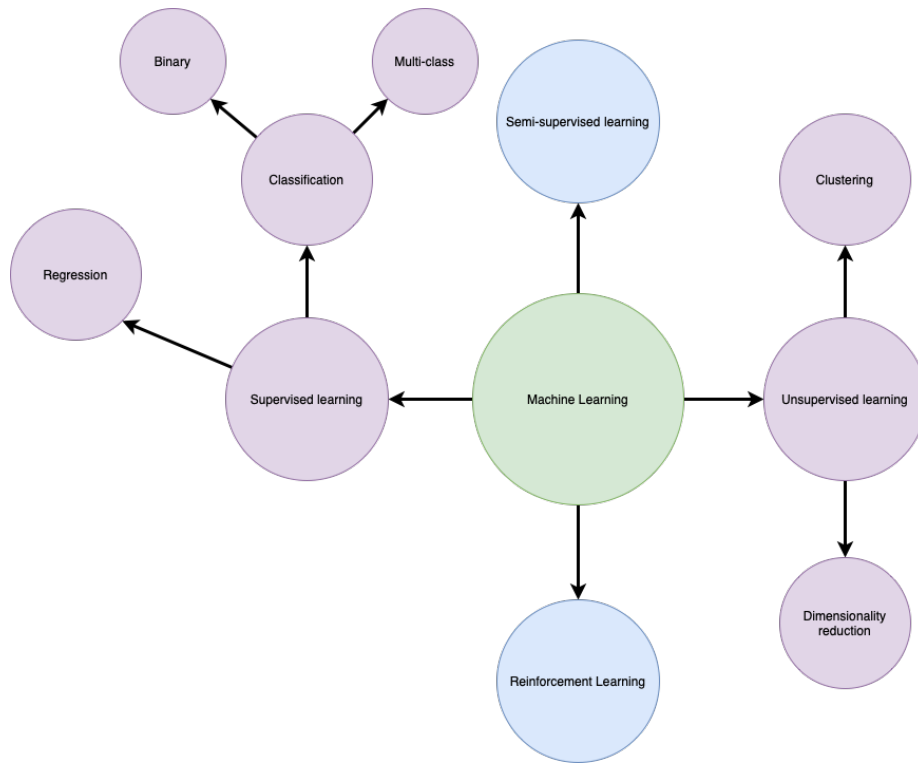 Binary
Multi-class
Semi-supervised learning
Classification
Clustering
Regression
Supervised learning
Machine Learning
Unsupervised learning
Dimensionality
reduction
Reinforcement Learning